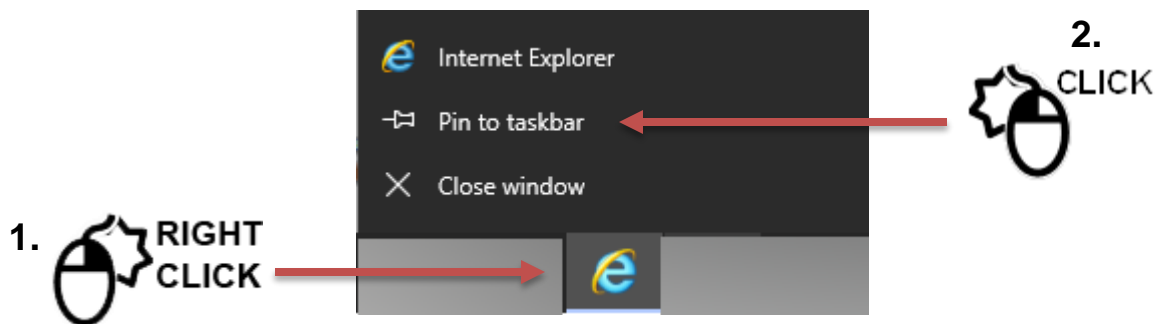 2.
CLICK
Internet Explorer
Pin to taskbar
Close window
1.
RIGHT
CLICK